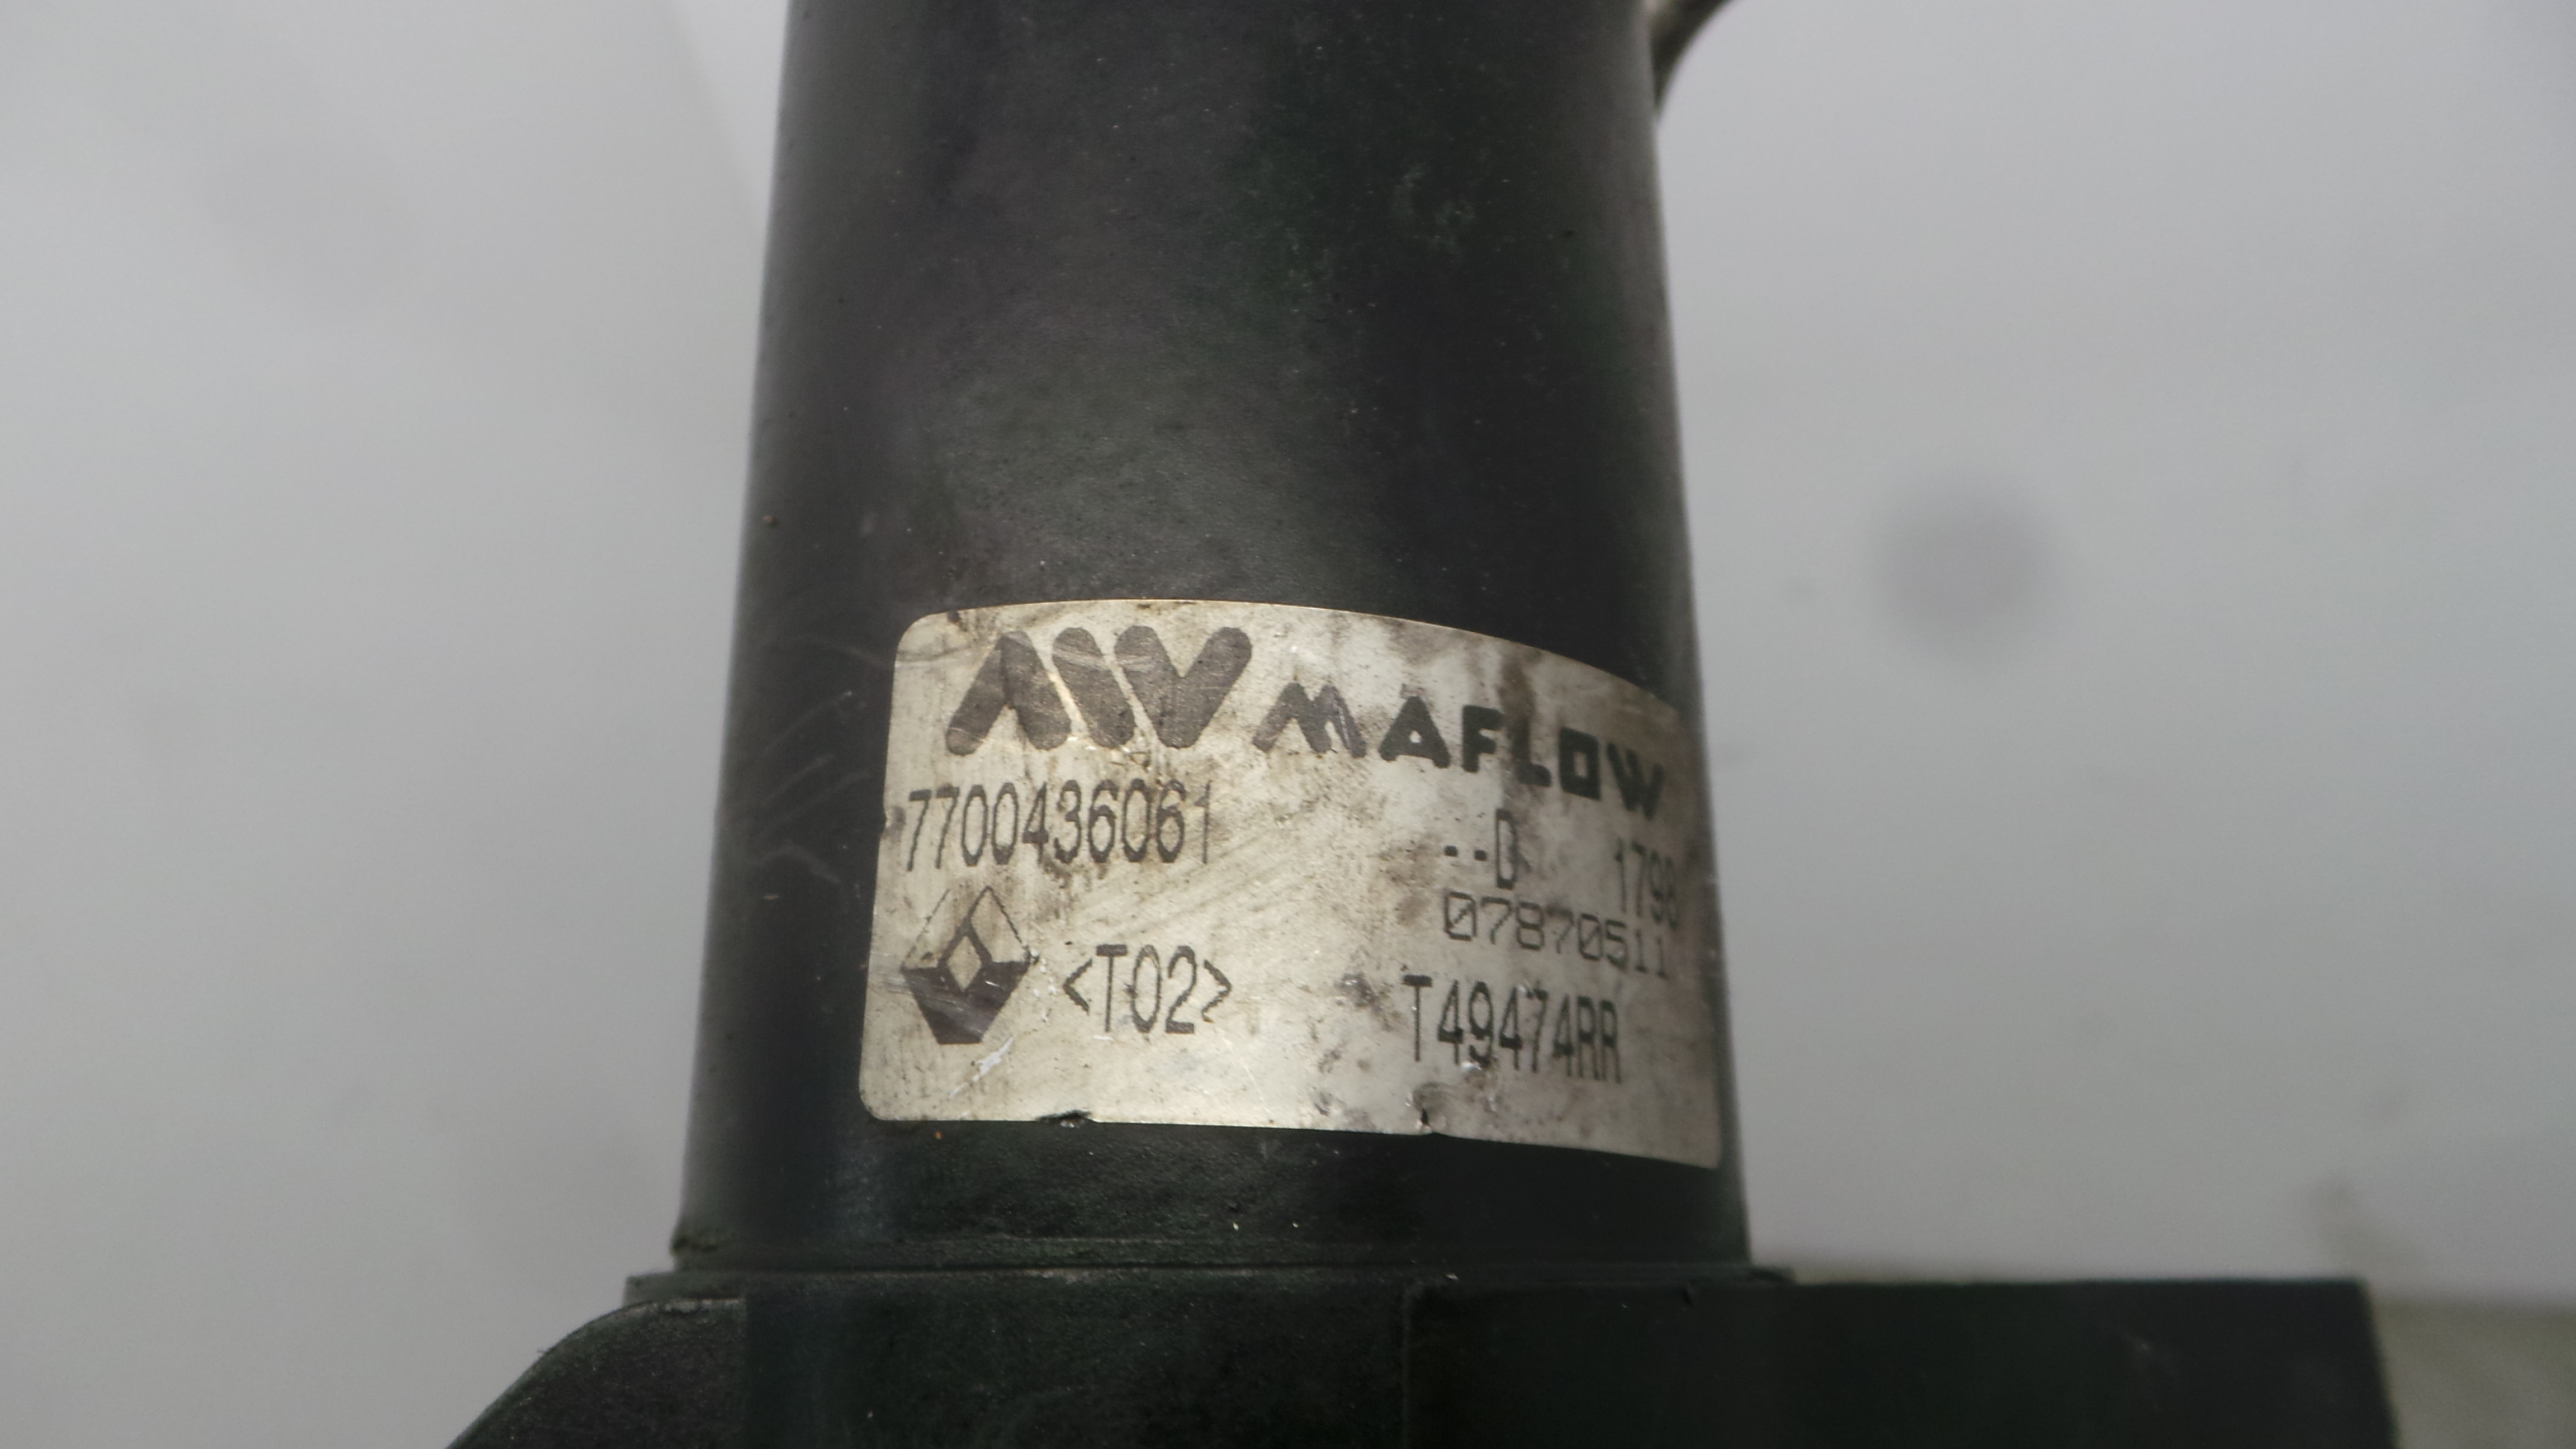 MAFLOW
7700436061 --D 1798
07870511
<T02> T49474RR